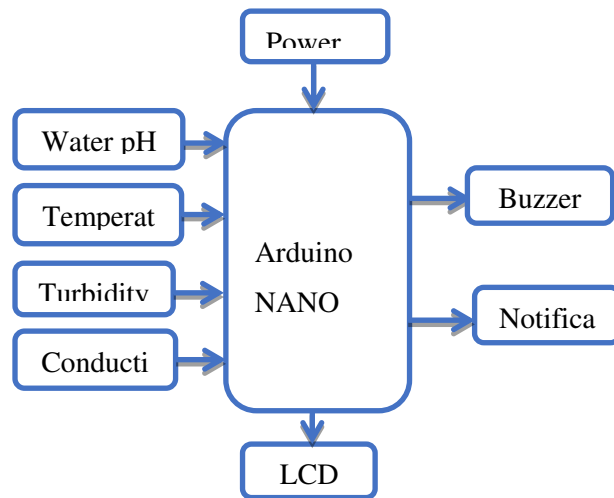 Power
Water pH
Temperat
Turbidity
Conducti
Arduino
NANO
Buzzer
Notifica
LCD